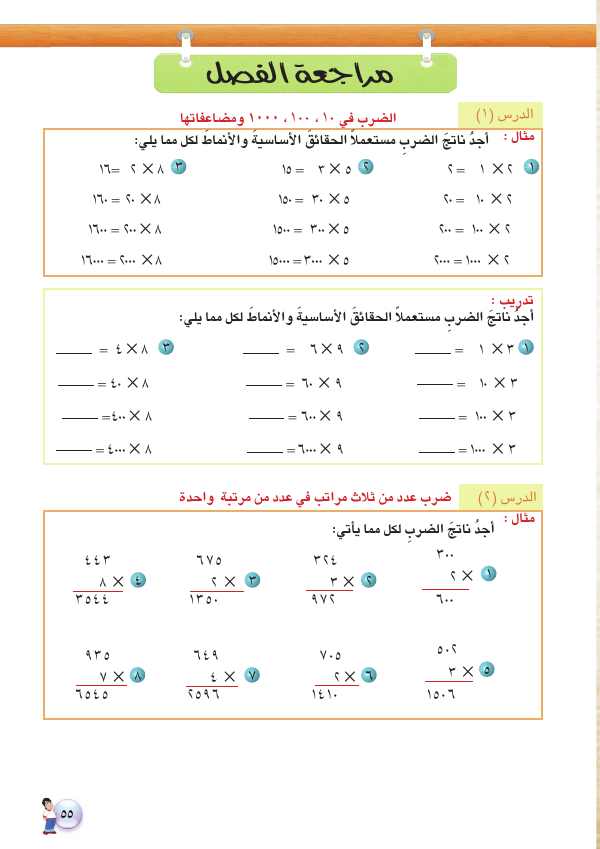 مراجعة الفصل
الدرس (١)
الضرب في ١٠ ، ١٠٠ ، ١٠٠٠ ومضاعفاتها
مثال :
أجدُ ناتجَ الضربِ مستعملاً الحقائقَ الأساسيةَ والأنماطَ لكل مما يلي:
١ ٢ × ١ = ٢ ٢ ٥ × ٣ = ١٥ ٣ ٨ × ٢ = ١٦
٢ × ١٠ = ٢٠ ٥ × ٣٠ = ١٥٠ ٨ × ٢٠ = ١٦٠
٢ × ١٠٠ = ٢٠٠ ٥ × ٣٠٠ = ١٥٠٠ ٨ × ٢٠٠ = ١٦٠٠
٢ × ١٠٠٠ = ٢٠٠٠ ٥ × ٣٠٠٠ = ١٥٠٠٠ ٨ × ٢٠٠٠ = ١٦٠٠٠
تدريب :
أجدُ ناتجَ الضربِ مستعملاً الحقائقَ الأساسيةَ والأنماطَ لكل مما يلي:
١ ٣ × ١ = ____ ٢ ٩ × ٦ = ____ ٣ ٨ × ٤ = ____
٣ × ١٠ = ____ ٩ × ٦٠ = ____ ٨ × ٤٠ = ____
٣ × ١٠٠ = ____ ٩ × ٦٠٠ = ____ ٨ × ٤٠٠ = ____
٣ × ١٠٠٠ = ____ ٩ × ٦٠٠٠ = ____ ٨ × ٤٠٠٠ = ____
الدرس (٢)
ضرب عدد من ثلاث مراتب في عدد من مرتبة واحدة
مثال :
أجدُ ناتجَ الضربِ لكل مما يأتي:
٣٠٠ ٣٢٤ ٦٧٥ ٤٤٣
١ × ٢ ٢ × ٣ ٣ × ٢ ٤ × ٨
٦٠٠ ٩٧٢ ١٣٥٠ ٣٥٤٤
٥٠٢ ٧٠٥ ٦٤٩ ٩٣٥
٥ × ٣ ٦ × ٢ ٧ × ٤ ٨ × ٧
١٥٠٦ ١٤١٠ ٢٥٩٦ ٦٥٤٥
٥٥